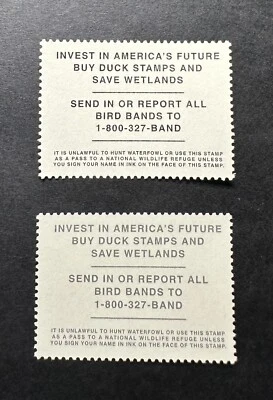 INVEST IN AMERICA'S FUTURE
BUY DUCK STAMPS AND
SAVE WETLANDS
SEND IN OR REPORT ALL
BIRD BANDS TO
1-800-327-BAND
IT IS UNLAWFUL TO HUNT WATERFOWL OR USE THIS STAMP
AS A PASS TO A NATIONAL WILDLIFE REFUGE UNLESS
YOU SIGN YOUR NAME IN INK ON THE FACE OF THIS STAMP.
INVEST IN AMERICA'S FUTURE
BUY DUCK STAMPS AND
SAVE WETLANDS
SEND IN OR REPORT ALL
BIRD BANDS TO
1-800-327-BAND
IT IS UNLAWFUL TO HUNT WATERFOWL OR USE THIS STAMP
AS A PASS TO A NATIONAL WILDLIFE REFUGE UNLESS
YOU SIGN YOUR NAME IN INK ON THE FACE OF THIS STAMP.